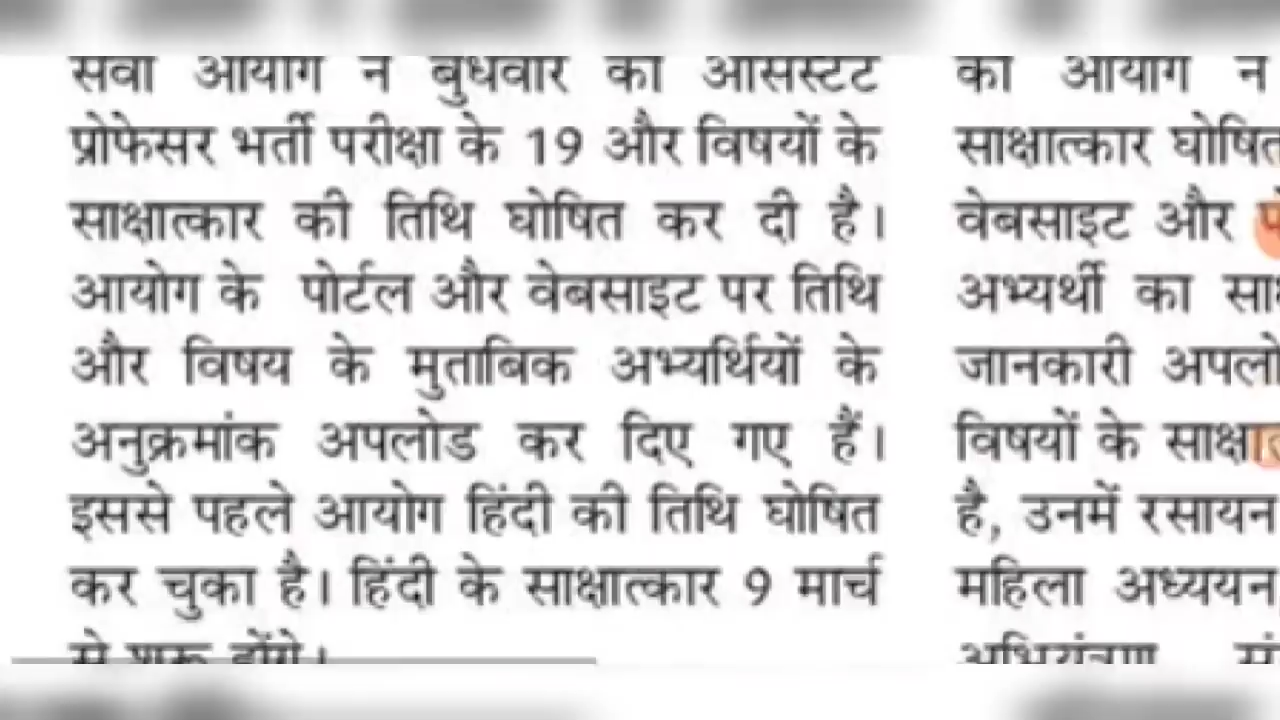 सेवा आयोग ने बुधवार को असिस्टेंट
प्रोफेसर भर्ती परीक्षा के 19 और विषयों के
साक्षात्कार की तिथि घोषित कर दी है।
आयोग के पोर्टल और वेबसाइट पर तिथि
और विषय के मुताबिक अभ्यर्थियों के
अनुक्रमांक अपलोड कर दिए गए हैं।
इससे पहले आयोग हिंदी की तिथि घोषित
कर चुका है। हिंदी के साक्षात्कार 9 मार्च
से शुरू होंगे।
को आयोग ने
साक्षात्कार घोषित
वेबसाइट और
अभ्यर्थी का
जानकारी
विषयों के
है, उनमें रसायन
महिला अध्ययन,
अभियंत्रण